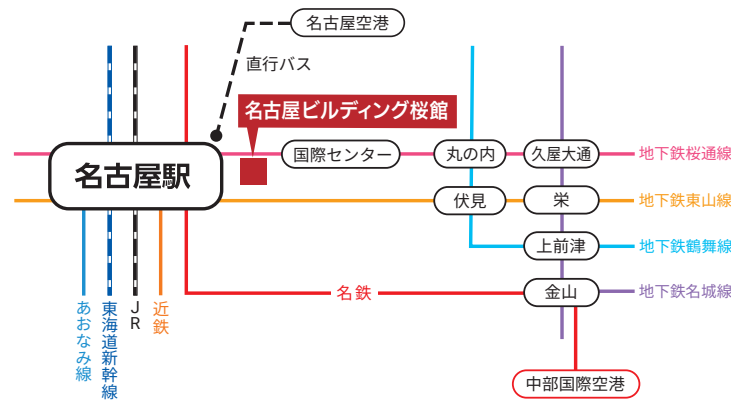 名古屋空港
直行バス
名古屋ビルディング桜館
国際センター
丸の内
久屋大通
地下鉄桜通線
名古屋駅
伏見
栄
地下鉄東山線
上前津
地下鉄鶴舞線
名鉄
金山
地下鉄名城線
あおなみ線
東海道新幹線
JR
近鉄
中部国際空港